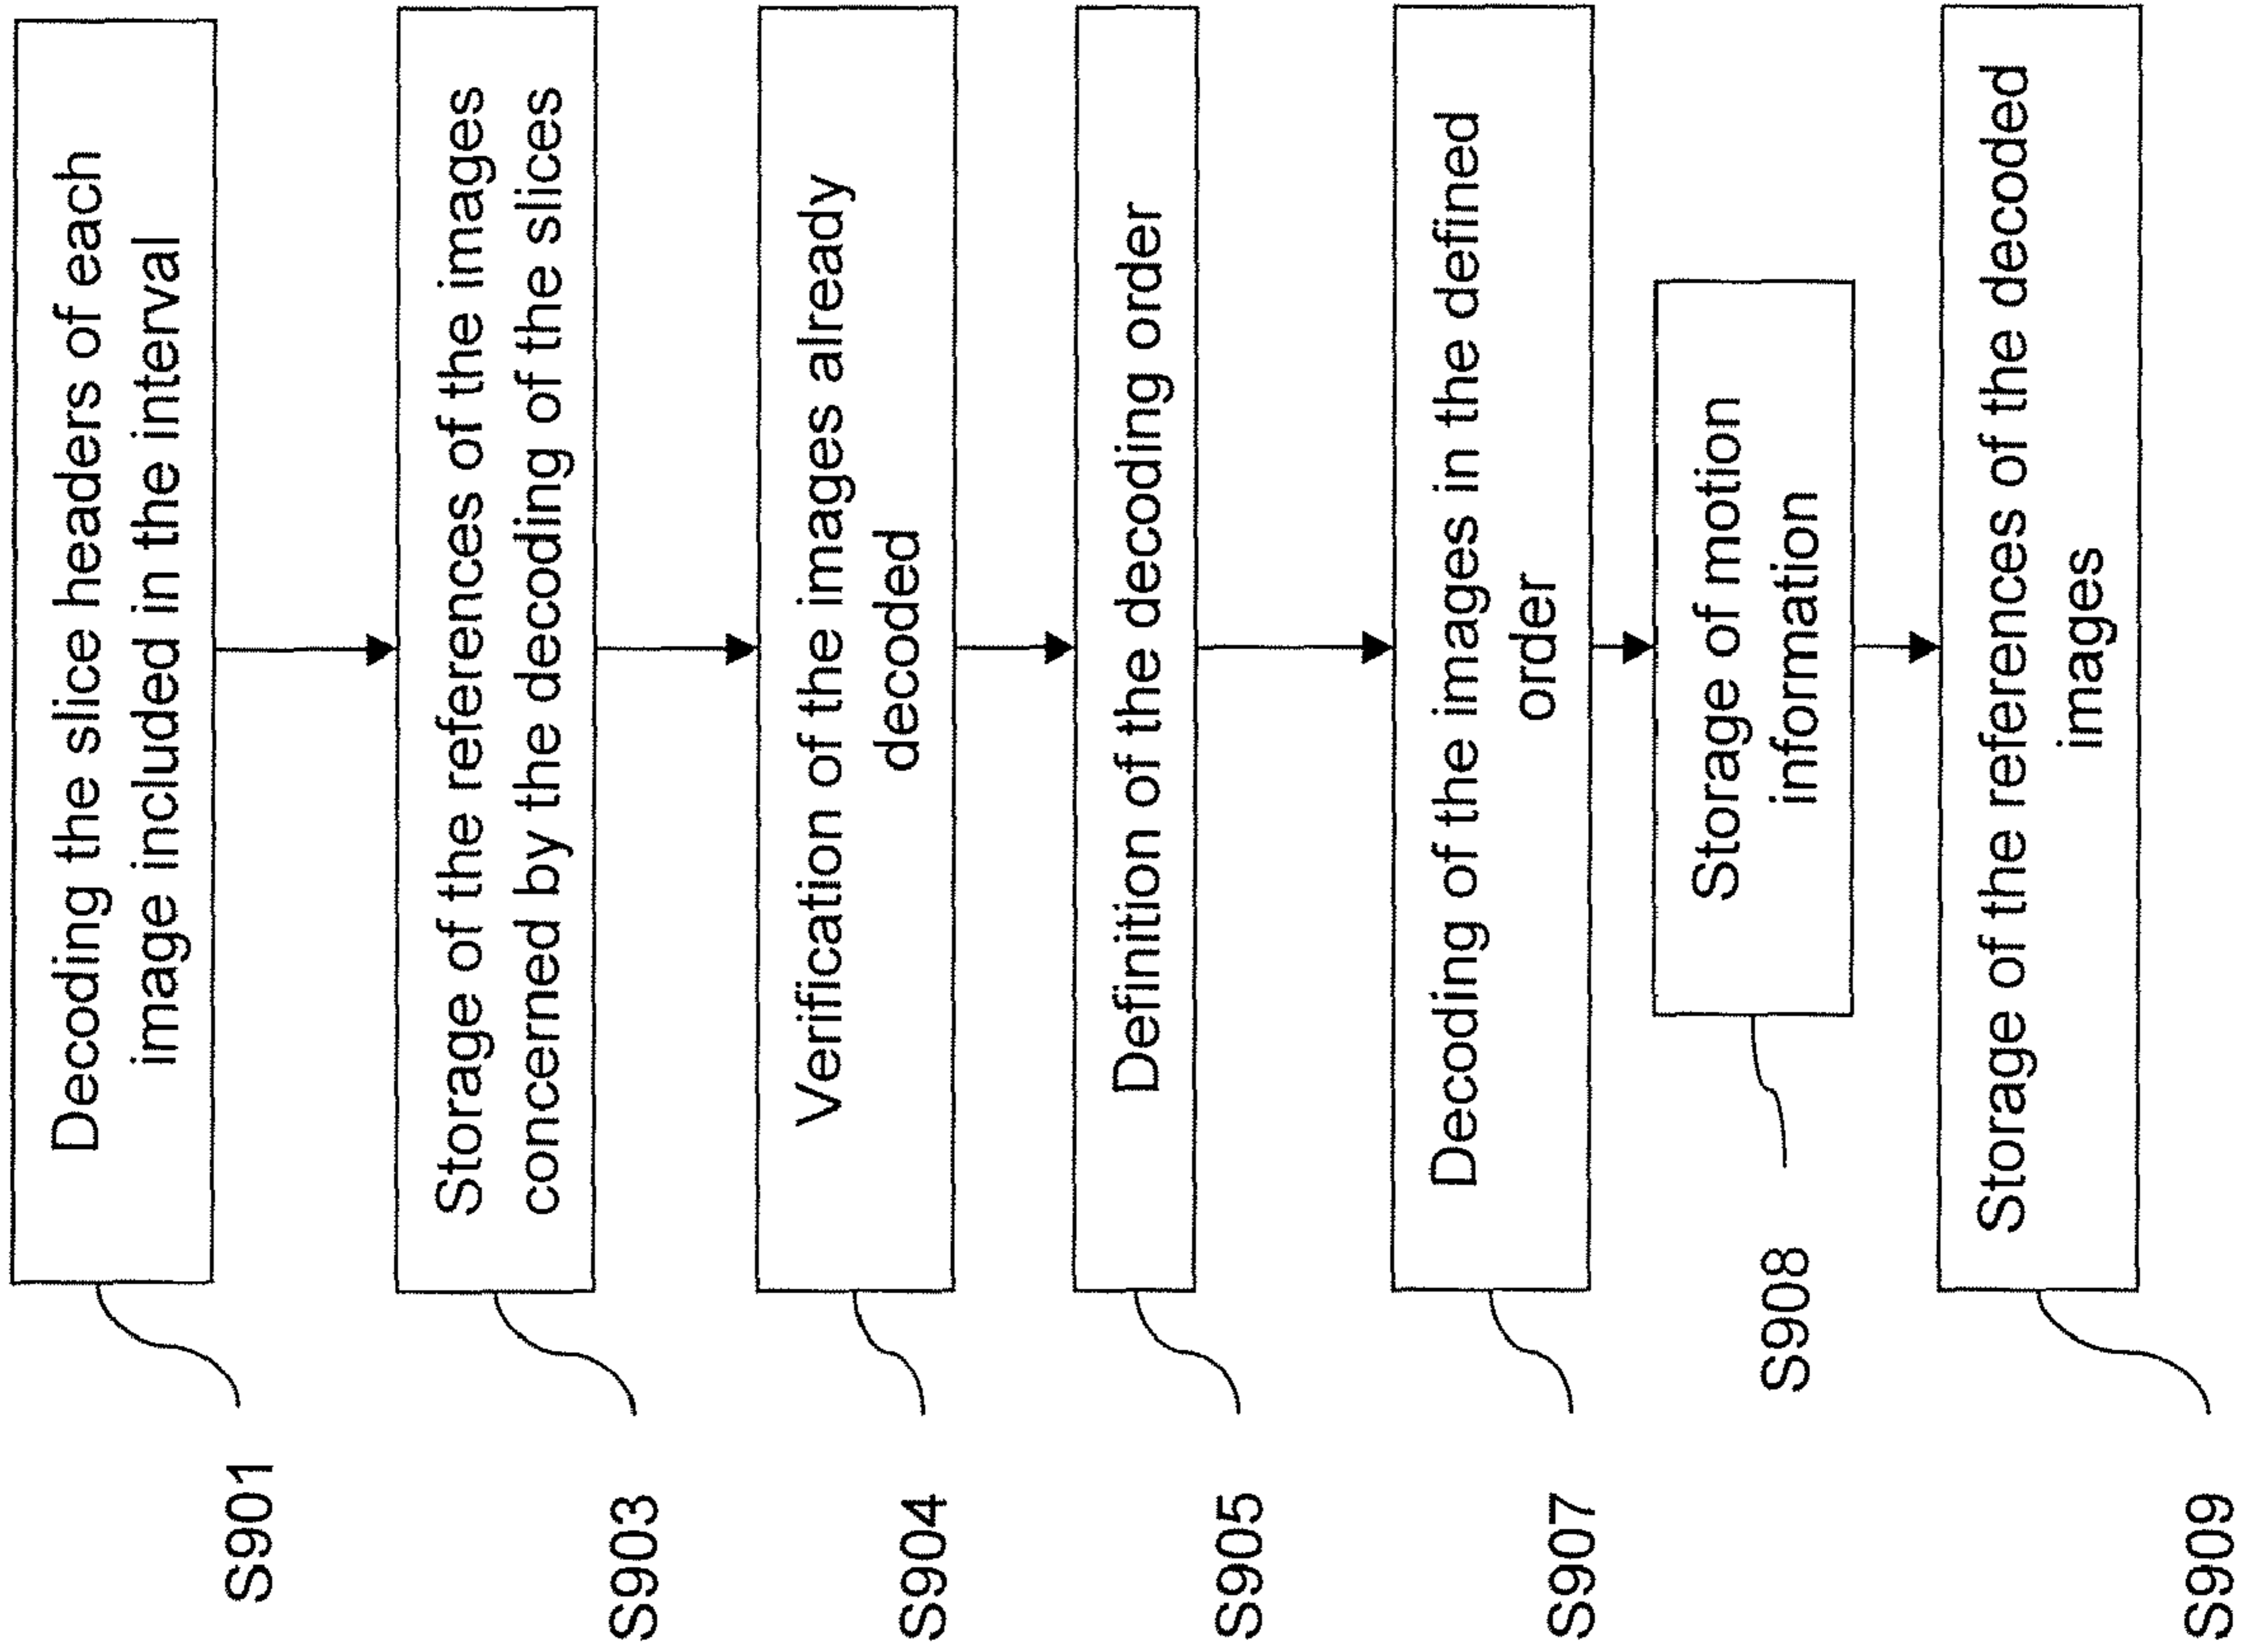 Decoding the slice headers of each
image included in the interval
S901
Storage of the references of the images
concerned by the decoding of the slices
S903
Verification of the images already
decoded
S904
Definition of the decoding order
S905
Decoding of the images in the defined
order
S907
Storage of motion
information
S908
Storage of the references of the decoded
images
S909